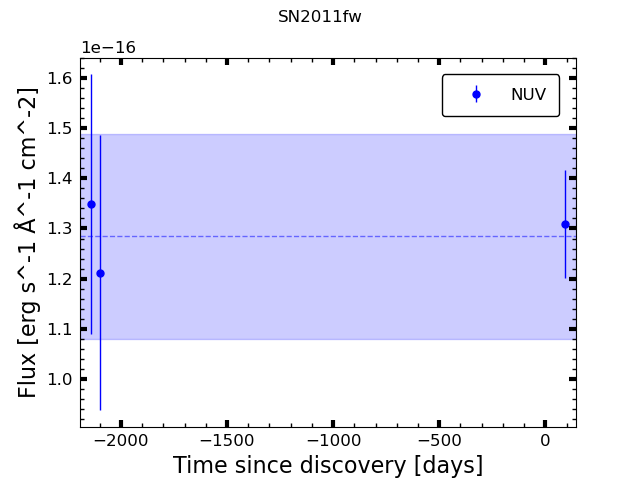 SN2011fw
1e−16
NUV
1.6
1.5
1.4
1.3
1.2
1.1
1.0
Flux [erg s^-1 Å^-1 cm^-2]
−2000 −1500 −1000 −500 0
Time since discovery [days]